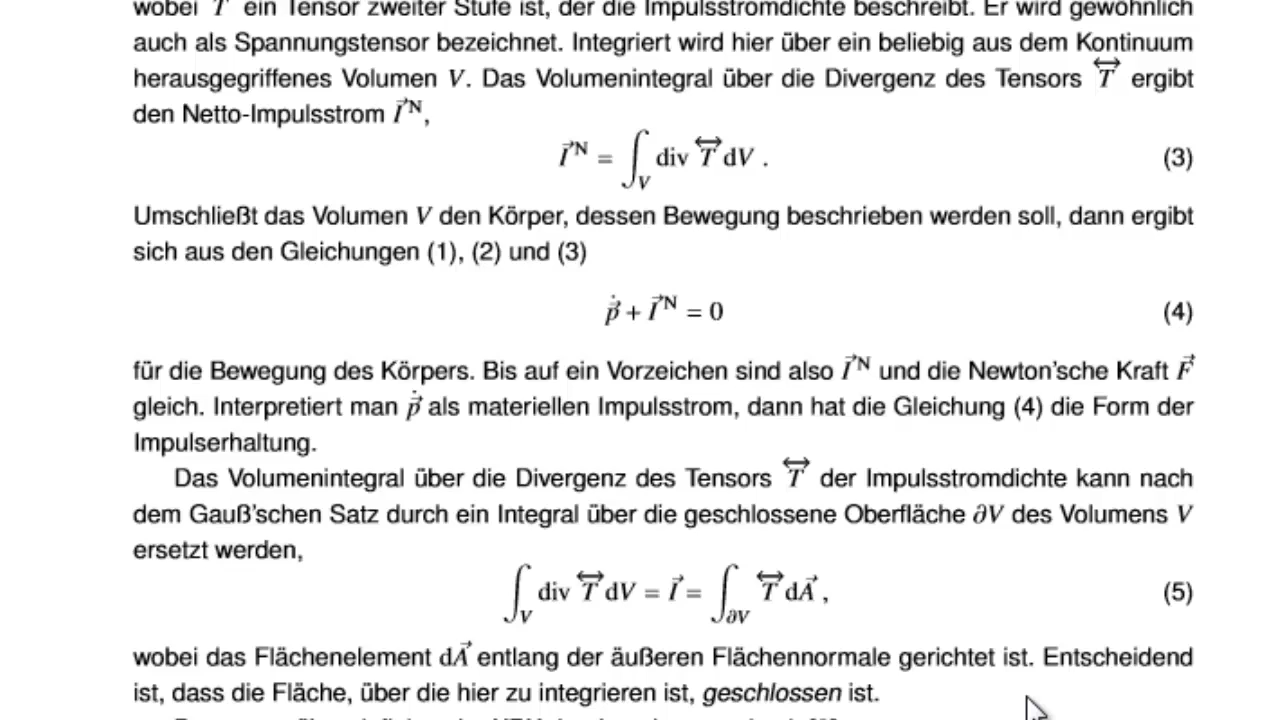 wobei T⃡ ein Tensor zweiter Stufe ist, der die Impulsstromdichte beschreibt. Er wird gewöhnlich
auch als Spannungstensor bezeichnet. Integriert wird hier über ein beliebig aus dem Kontinuum
herausgegriffenes Volumen V. Das Volumenintegral über die Divergenz des Tensors T⃡ ergibt
den Netto-Impulsstrom I⃗ᴺ,
I⃗ᴺ = ∫_V div T⃡ dV . (3)
Umschließt das Volumen V den Körper, dessen Bewegung beschrieben werden soll, dann ergibt
sich aus den Gleichungen (1), (2) und (3)
ṗ⃗ + I⃗ᴺ = 0 (4)
für die Bewegung des Körpers. Bis auf ein Vorzeichen sind also I⃗ᴺ und die Newton'sche Kraft F⃗
gleich. Interpretiert man ṗ⃗ als materiellen Impulsstrom, dann hat die Gleichung (4) die Form der
Impulserhaltung.
Das Volumenintegral über die Divergenz des Tensors T⃡ der Impulsstromdichte kann nach
dem Gauß'schen Satz durch ein Integral über die geschlossene Oberfläche ∂V des Volumens V
ersetzt werden,
∫_V div T⃡ dV = I⃗ = ∫_∂V T⃡ dA⃗ , (5)
wobei das Flächenelement dA⃗ entlang der äußeren Flächennormale gerichtet ist. Entscheidend
ist, dass die Fläche, über die hier zu integrieren ist, geschlossen ist.